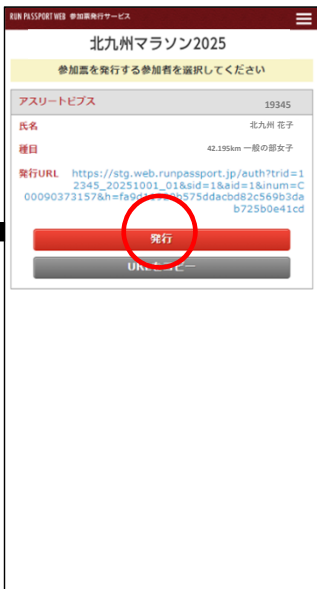 RUN PASSPORT WEB 参加票発行サービス
北九州マラソン2025
参加票を発行する参加者を選択してください
アスリートビブス 19345
氏名 北九州 花子
種目 42.195km 一般の部女子
発行URL https://stg.web.runpassport.jp/auth?trid=1
2345_20251001_01&sid=1&aid=1&inum=C
b725b0e41cd
発行